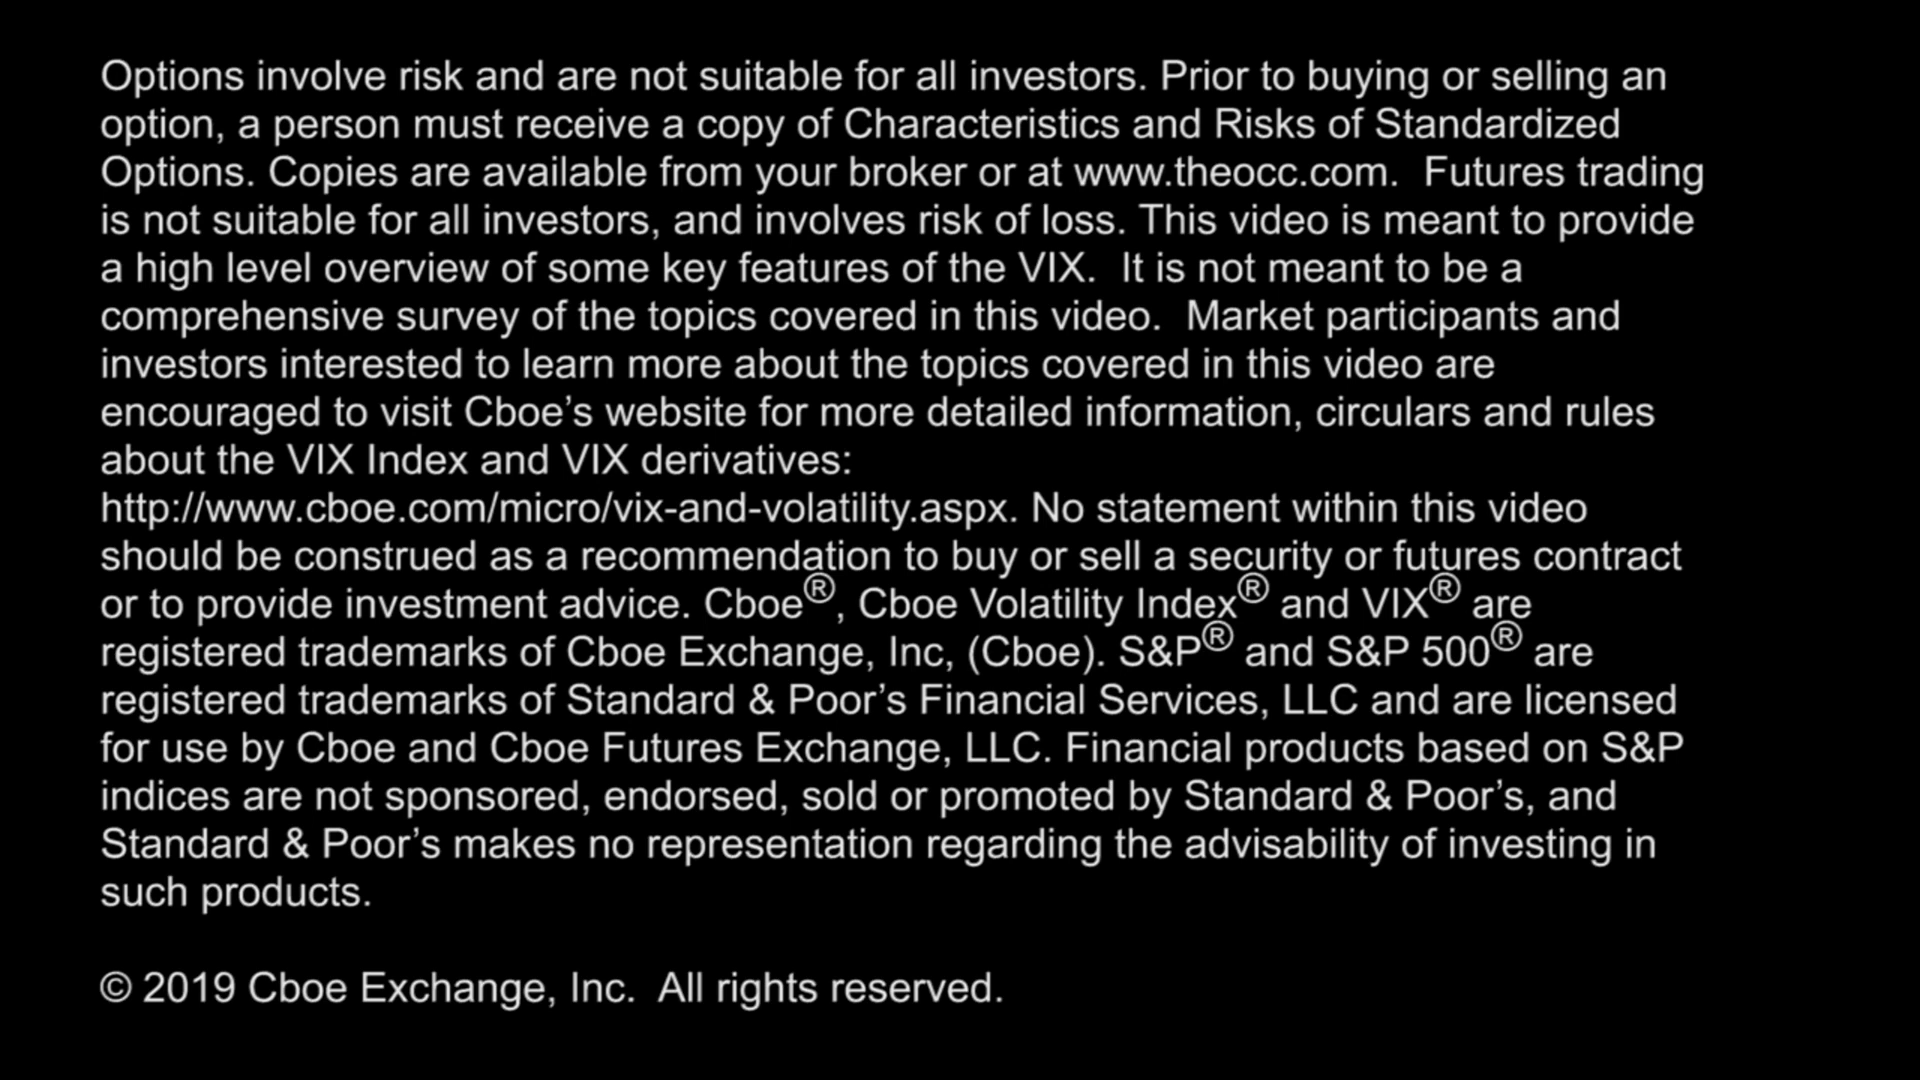 Options involve risk and are not suitable for all investors. Prior to buying or selling an
option, a person must receive a copy of Characteristics and Risks of Standardized
Options. Copies are available from your broker or at www.theocc.com.  Futures trading
is not suitable for all investors, and involves risk of loss. This video is meant to provide
a high level overview of some key features of the VIX.  It is not meant to be a
comprehensive survey of the topics covered in this video.  Market participants and
investors interested to learn more about the topics covered in this video are
encouraged to visit Cboe’s website for more detailed information, circulars and rules
about the VIX Index and VIX derivatives:
http://www.cboe.com/micro/vix-and-volatility.aspx. No statement within this video
should be construed as a recommendation to buy or sell a security or futures contract
or to provide investment advice. Cboe®, Cboe Volatility Index® and VIX® are
registered trademarks of Cboe Exchange, Inc, (Cboe). S&P® and S&P 500® are
registered trademarks of Standard & Poor’s Financial Services, LLC and are licensed
for use by Cboe and Cboe Futures Exchange, LLC. Financial products based on S&P
indices are not sponsored, endorsed, sold or promoted by Standard & Poor’s, and
Standard & Poor’s makes no representation regarding the advisability of investing in
such products.
© 2019 Cboe Exchange, Inc.  All rights reserved.